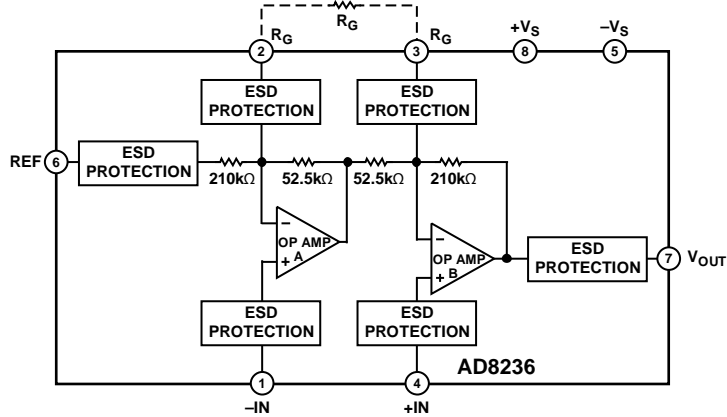 R_G
R_G
R_G
+V_S
−V_S
2
3
8
5
ESD
PROTECTION
ESD
PROTECTION
6
REF
ESD
PROTECTION
210kΩ
52.5kΩ
52.5kΩ
210kΩ
−
OP AMP
A
+
−
OP AMP
B
+
ESD
PROTECTION
7
V_OUT
ESD
PROTECTION
ESD
PROTECTION
AD8236
1
4
−IN
+IN